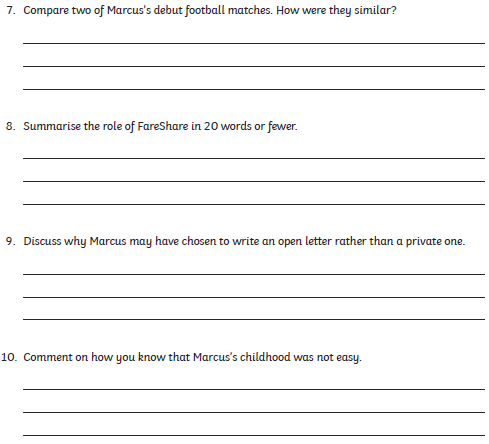 7. Compare two of Marcus's debut football matches. How were they similar?
8. Summarise the role of FareShare in 20 words or fewer.
9. Discuss why Marcus may have chosen to write an open letter rather than a private one.
10. Comment on how you know that Marcus's childhood was not easy.